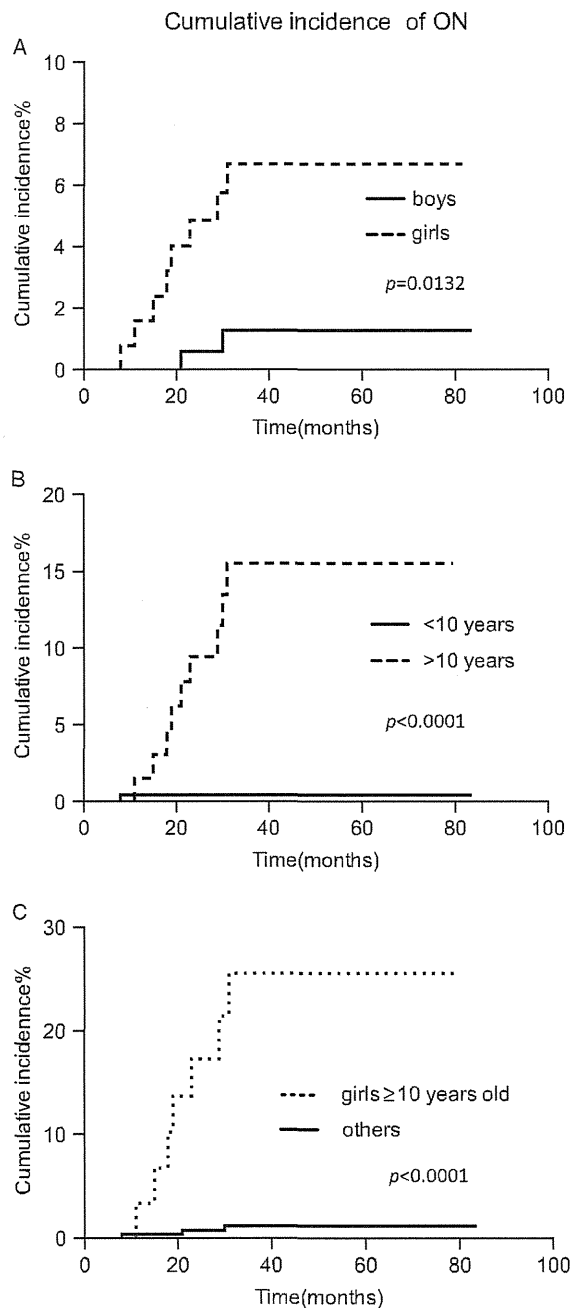 Cumulative incidence of ON
A
10
8
6
4
2
0
Cumulative incidennce%
boys
girls
p=0.0132
0 20 40 60 80 100
Time(months)
B
20
15
10
5
0
Cumulative incidennce%
<10 years
>10 years
p<0.0001
0 20 40 60 80 100
Time(months)
C
30
20
10
0
Cumulative incidennce%
girls≥10 years old
others
p<0.0001
0 20 40 60 80 100
Time(months)